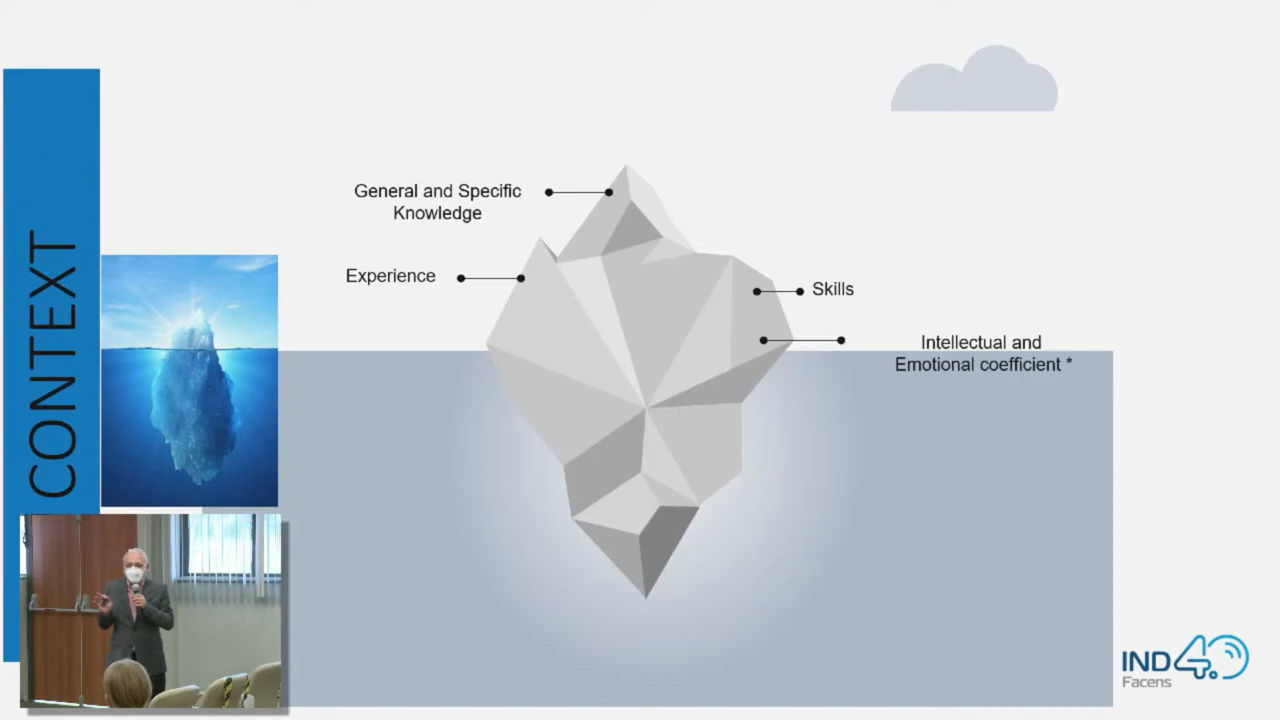 CONTEXT
General and Specific
Knowledge
Experience
Skills
Intellectual and
Emotional coefficient *
IND4.0
Facens